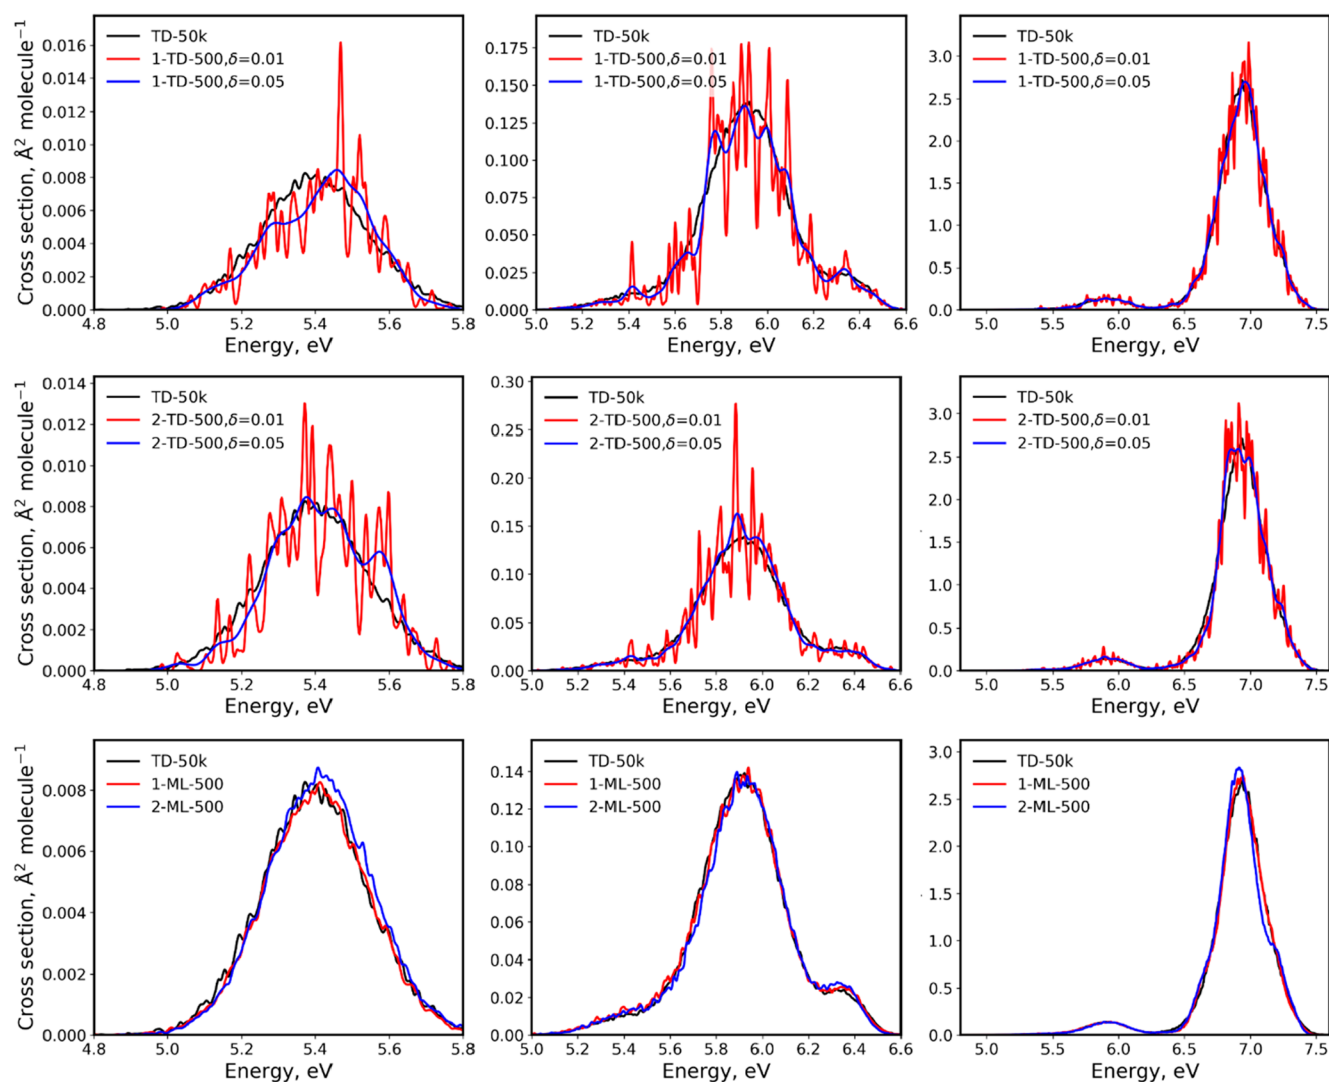 Cross section, Å² molecule⁻¹
0.016
0.014
0.012
0.010
0.008
0.006
0.004
0.002
0.000
TD-50k
1-TD-500,δ=0.01
1-TD-500,δ=0.05
4.8 5.0 5.2 5.4 5.6 5.8
Energy, eV
0.175
0.150
0.125
0.100
0.075
0.050
0.025
0.000
TD-50k
1-TD-500,δ=0.01
1-TD-500,δ=0.05
5.0 5.2 5.4 5.6 5.8 6.0 6.2 6.4 6.6
Energy, eV
3.0
2.5
2.0
1.5
1.0
0.5
0.0
TD-50k
1-TD-500,δ=0.01
1-TD-500,δ=0.05
5.0 5.5 6.0 6.5 7.0 7.5
Energy, eV
Cross section, Å² molecule⁻¹
0.014
0.012
0.010
0.008
0.006
0.004
0.002
0.000
TD-50k
2-TD-500,δ=0.01
2-TD-500,δ=0.05
4.8 5.0 5.2 5.4 5.6 5.8
Energy, eV
0.30
0.25
0.20
0.15
0.10
0.05
0.00
TD-50k
2-TD-500,δ=0.01
2-TD-500,δ=0.05
5.0 5.2 5.4 5.6 5.8 6.0 6.2 6.4 6.6
Energy, eV
3.0
2.5
2.0
1.5
1.0
0.5
0.0
TD-50k
2-TD-500,δ=0.01
2-TD-500,δ=0.05
5.0 5.5 6.0 6.5 7.0 7.5
Energy, eV
Cross section, Å² molecule⁻¹
0.008
0.006
0.004
0.002
0.000
TD-50k
1-ML-500
2-ML-500
4.8 5.0 5.2 5.4 5.6 5.8
Energy, eV
0.14
0.12
0.10
0.08
0.06
0.04
0.02
0.00
TD-50k
1-ML-500
2-ML-500
5.0 5.2 5.4 5.6 5.8 6.0 6.2 6.4 6.6
Energy, eV
3.0
2.5
2.0
1.5
1.0
0.5
0.0
TD-50k
1-ML-500
2-ML-500
5.0 5.5 6.0 6.5 7.0 7.5
Energy, eV